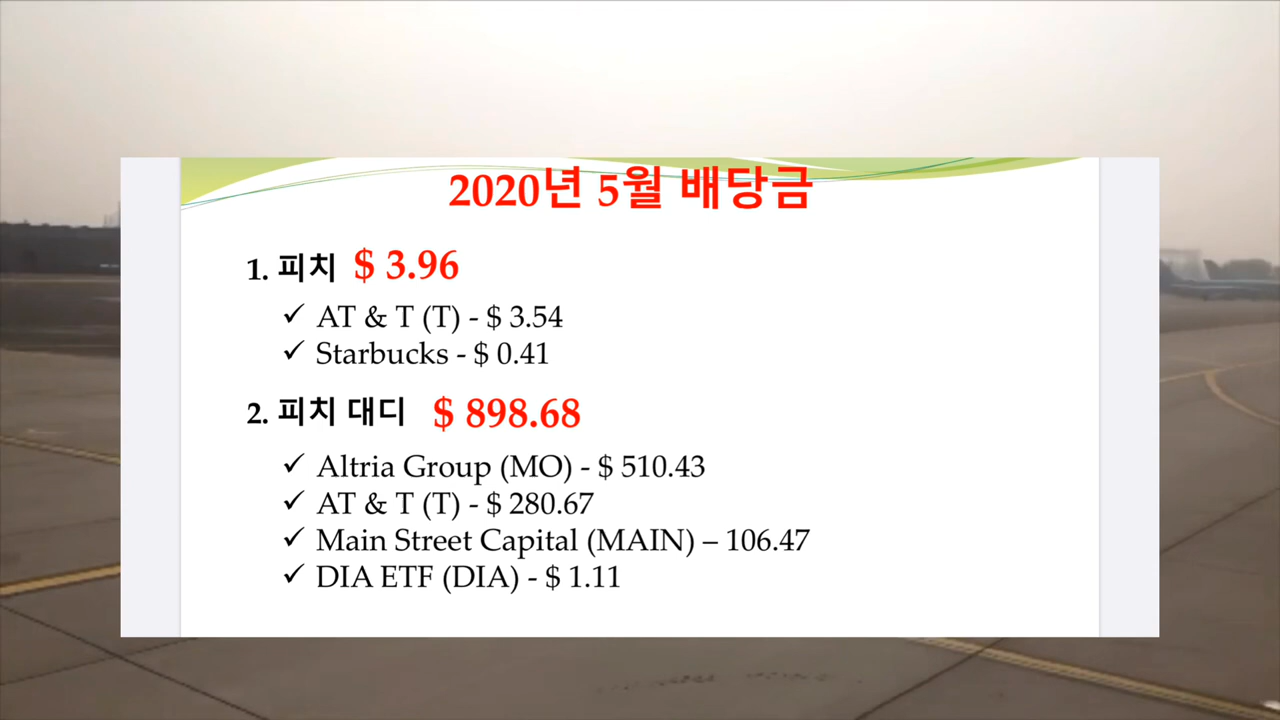 2020년 5월 배당금
1. 피치 $ 3.96
✓ AT & T (T) - $ 3.54
✓ Starbucks - $ 0.41
2. 피치 대디 $ 898.68
✓ Altria Group (MO) - $ 510.43
✓ AT & T (T) - $ 280.67
✓ Main Street Capital (MAIN) – 106.47
✓ DIA ETF (DIA) - $ 1.11